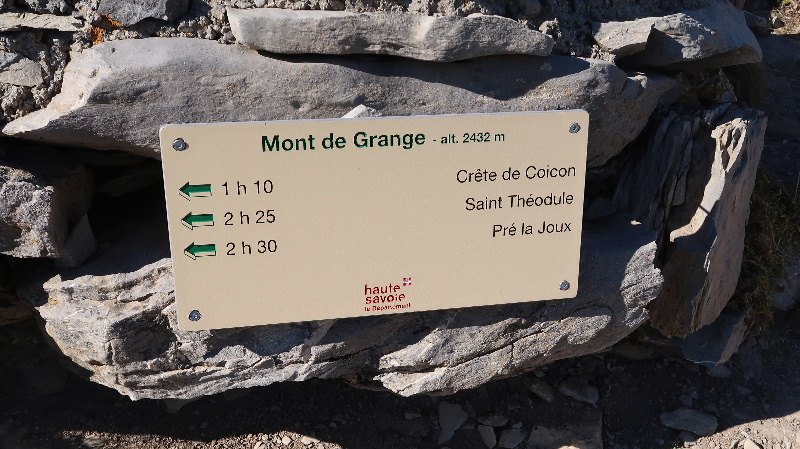 Mont de Grange - alt. 2432 m
1 h 10 Crête de Coicon
2 h 25 Saint Théodule
2 h 30 Pré la Joux
haute
savoie
le Département